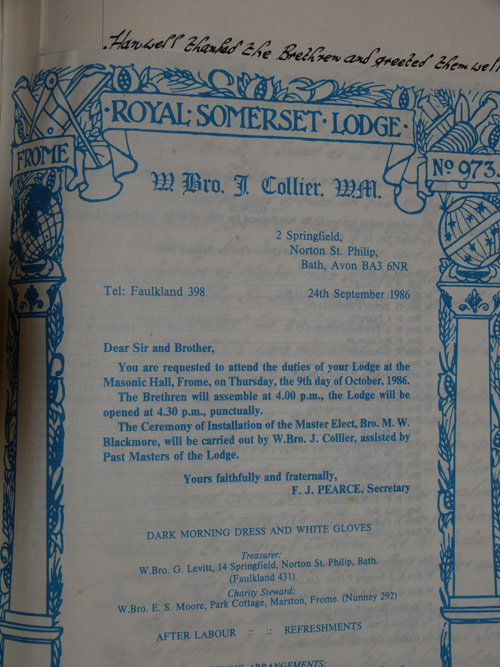 Hanwell thanked the Brethren and greeted them well
·ROYAL SOMERSET LODGE·
FROME
Nº 973.
W. Bro. J. Collier. W.M.
2 Springfield,
Norton St. Philip,
Bath, Avon BA3 6NR
Tel: Faulkland 398 24th September 1986
Dear Sir and Brother,
You are requested to attend the duties of your Lodge at the
Masonic Hall, Frome, on Thursday, the 9th day of October, 1986.
The Brethren will assemble at 4.00 p.m., the Lodge will be
opened at 4.30 p.m., punctually.
The Ceremony of Installation of the Master Elect, Bro. M. W.
Blackmore, will be carried out by W.Bro. J. Collier, assisted by
Past Masters of the Lodge.
Yours faithfully and fraternally,
F. J. PEARCE, Secretary
DARK MORNING DRESS AND WHITE GLOVES
Treasurer:
W.Bro. G. Levitt, 14 Springfield, Norton St. Philip, Bath.
(Faulkland 431)
Charity Steward:
W.Bro. E. S. Moore, Park Cottage, Marston, Frome. (Nunney 292)
AFTER LABOUR :: :: REFRESHMENTS
ARRANGEMENTS: